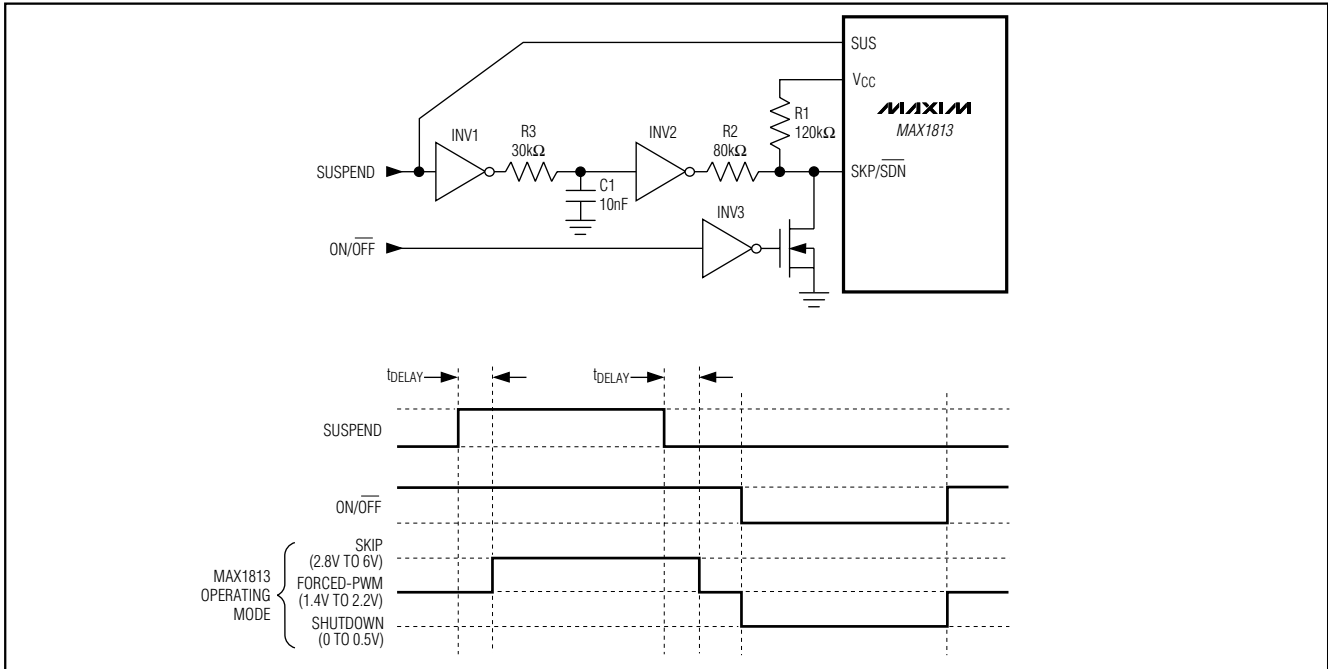 SUS
VCC
MAXIM
MAX1813
R1
120kΩ
INV1
R3
30kΩ
INV2
R2
80kΩ
SUSPEND
SKP/SDN
C1
10nF
INV3
ON/OFF
tDELAY
tDELAY
SUSPEND
ON/OFF
SKIP
(2.8V TO 6V)
MAX1813
OPERATING
MODE
FORCED-PWM
(1.4V TO 2.2V)
SHUTDOWN
(0 TO 0.5V)